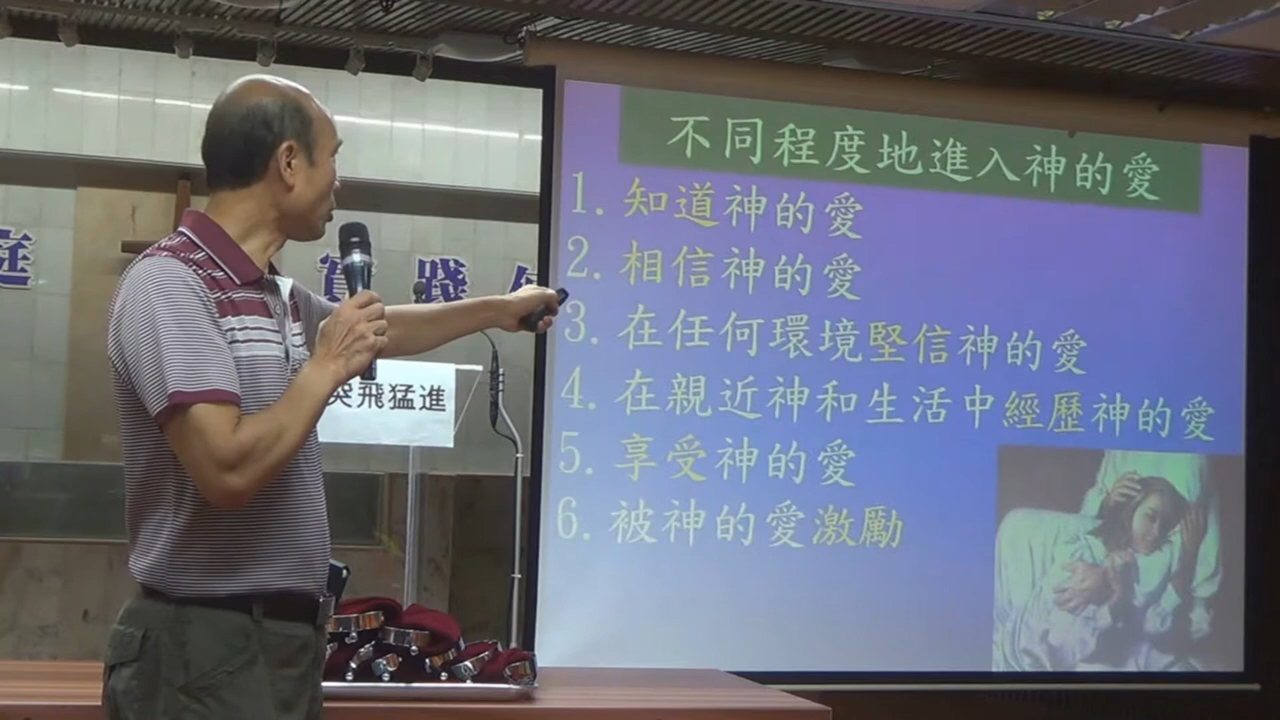 不同程度地進入神的愛
1. 知道神的愛
2. 相信神的愛
3. 在任何環境堅信神的愛
4. 在親近神和生活中經歷神的愛
5. 享受神的愛
6. 被神的愛激勵
庭 實踐
突飛猛進